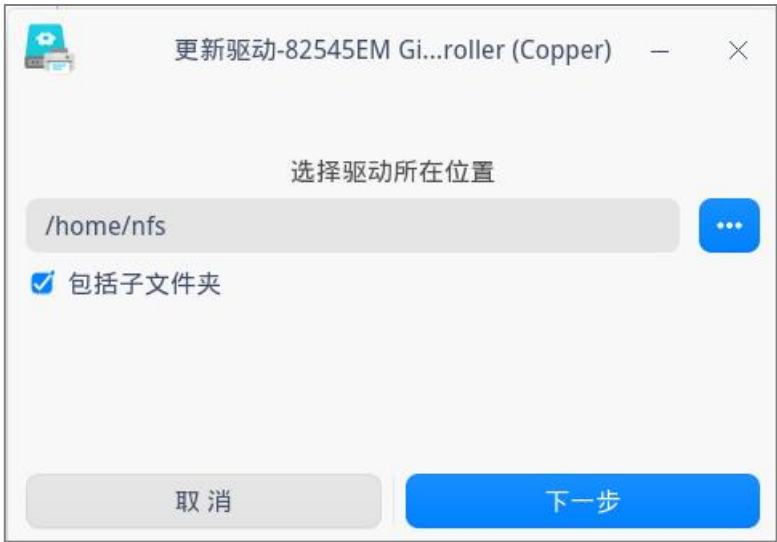 更新驱动-82545EM Gi...roller (Copper)
选择驱动所在位置
/home/nfs
包括子文件夹
取 消
下一步